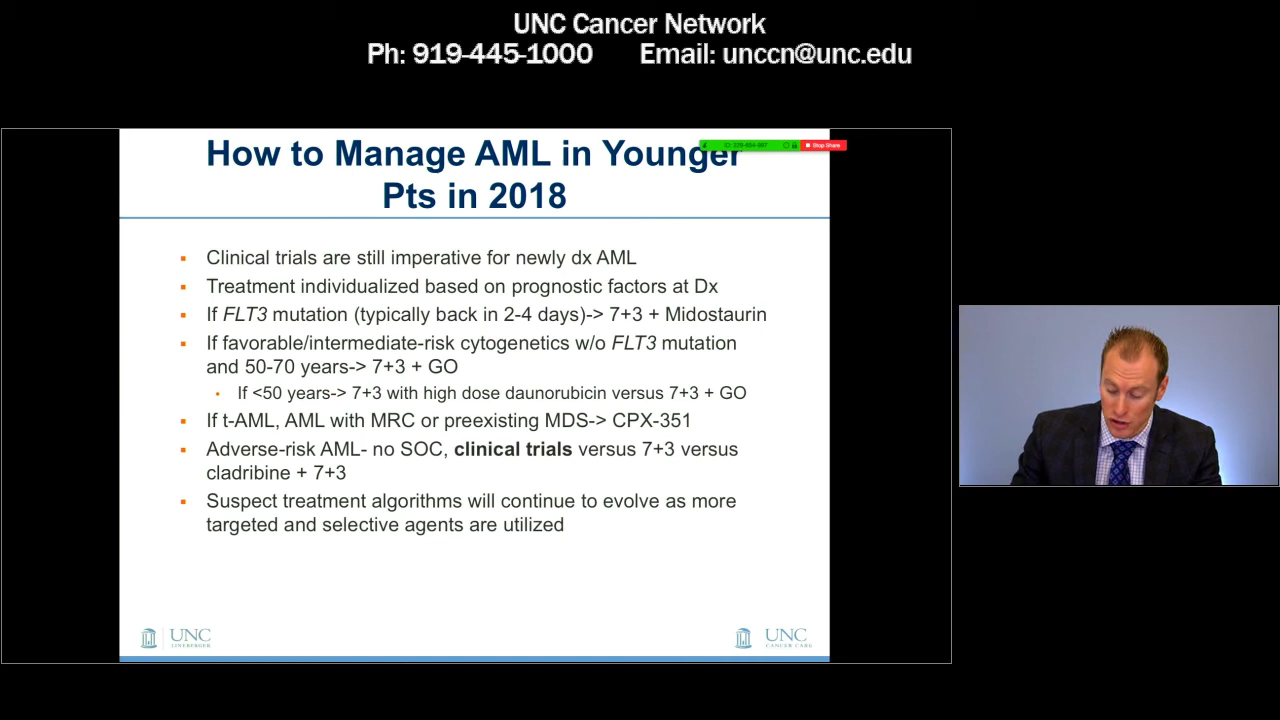 UNC Cancer Network
Ph: 919-445-1000 Email: unccn@unc.edu
How to Manage AML in Younger
Pts in 2018
Stop Share
▪ Clinical trials are still imperative for newly dx AML
▪ Treatment individualized based on prognostic factors at Dx
▪ If FLT3 mutation (typically back in 2-4 days)-> 7+3 + Midostaurin
▪ If favorable/intermediate-risk cytogenetics w/o FLT3 mutation
and 50-70 years-> 7+3 + GO
• If <50 years-> 7+3 with high dose daunorubicin versus 7+3 + GO
▪ If t-AML, AML with MRC or preexisting MDS-> CPX-351
▪ Adverse-risk AML- no SOC, clinical trials versus 7+3 versus
cladribine + 7+3
▪ Suspect treatment algorithms will continue to evolve as more
targeted and selective agents are utilized
UNC
LINEBERGER
UNC
CANCER CARE